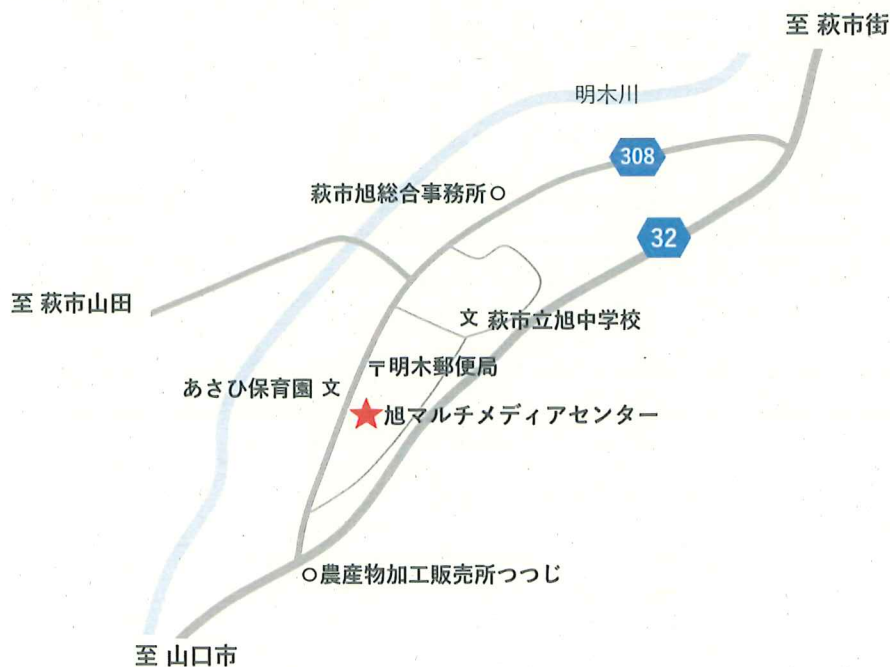 至 萩市街
明木川
308
萩市旭総合事務所
32
至 萩市山田
文 萩市立旭中学校
〒明木郵便局
あさひ保育園 文
★旭マルチメディアセンター
農産物加工販売所つつじ
至 山口市